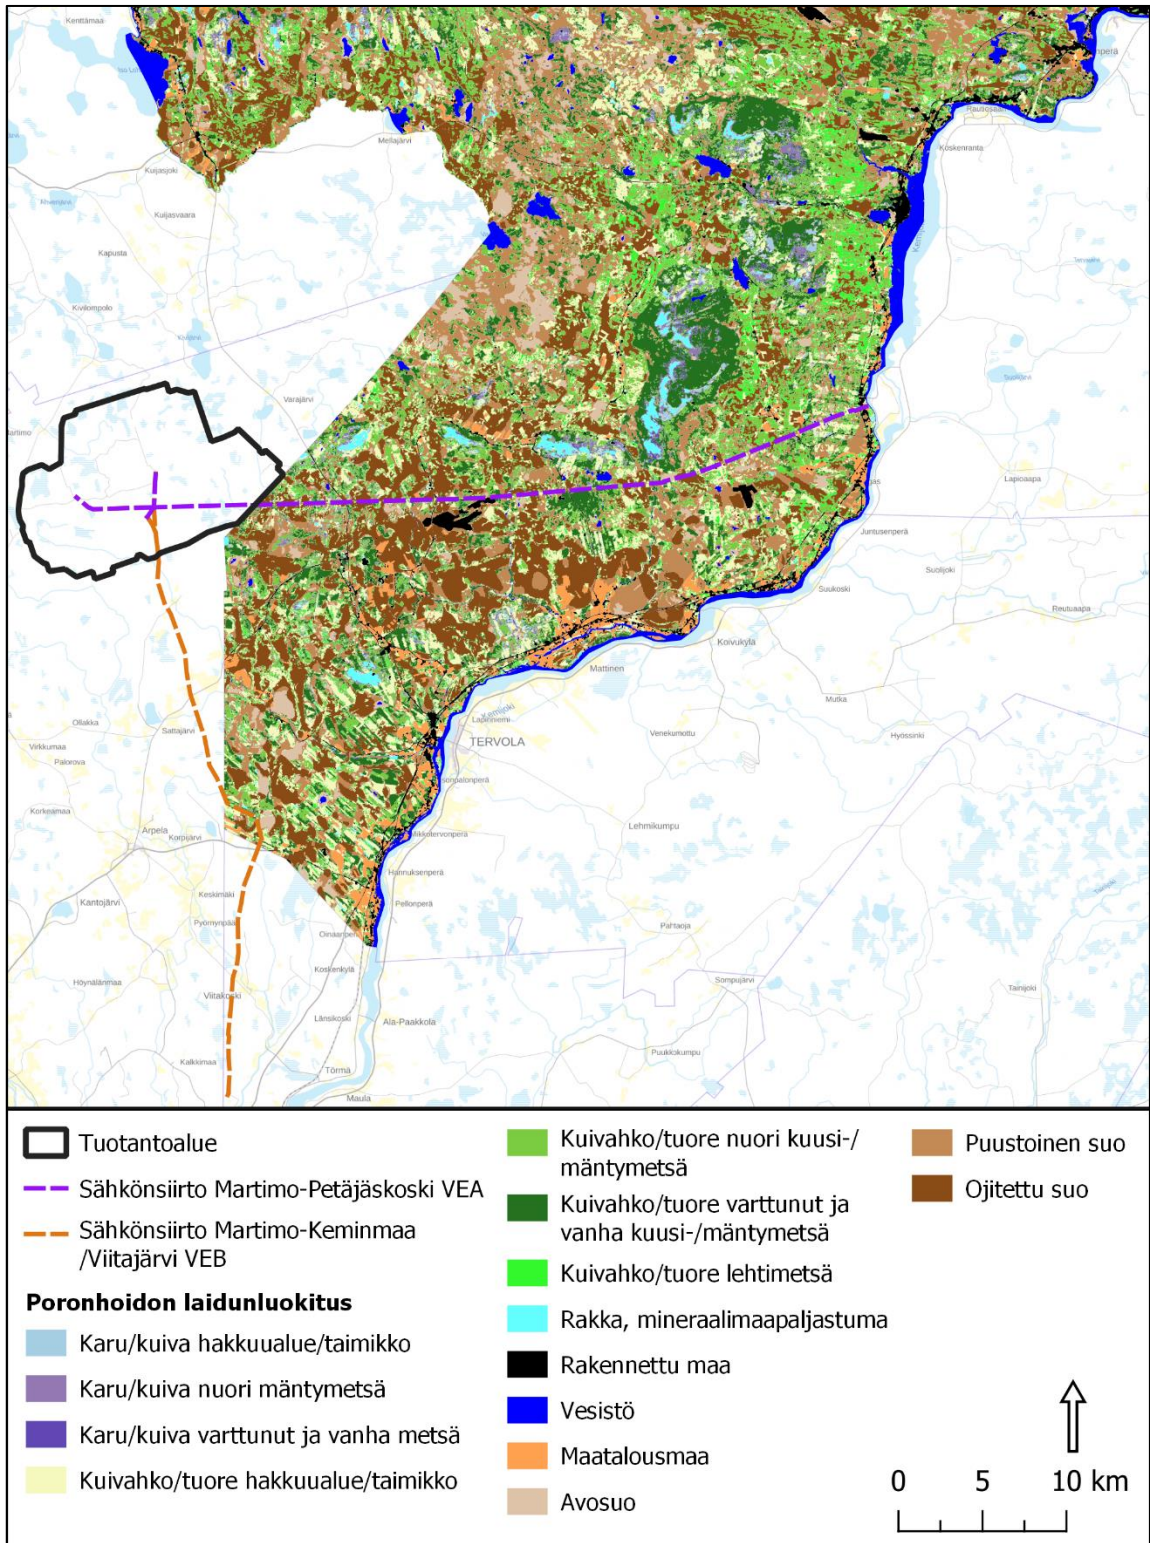 Kenttämaa
Mellajärvi
Kuijasjoki
Kuijasvaara
Kapusta
Kivilompolo
Varajärvi
Rautiosaari
Koskenranta
Lapioaapa
Juntusenperä
Suolijoki
Suukoski
Reutuaapa
Koivukylä
Mattinen
Mutka
Venekumottu
Hyössinki
Kemijoki
Lapinniemi
TERVOLA
Ollakka
Sattajärvi
Virkkumaa
Palorova
Arpela
Korpijärvi
Lehmikumpu
Hannuksenperä
Pellonperä
Keskimäki
Kantojärvi
Pahtaoja
Koskenkylä
Höynälänmaa
Viitakoski
Sompujärvi
Tainijoki
Länsikoski
Ala-Paakkola
Kalkkimaa
Törmä
Puukkokumpu
Maula
Tuotantoalue
Sähkönsiirto Martimo-Petäjäskoski VEA
Sähkönsiirto Martimo-Keminmaa
/Viitajärvi VEB
Poronhoidon laidunluokitus
Karu/kuiva hakkuualue/taimikko
Karu/kuiva nuori mäntymetsä
Karu/kuiva varttunut ja vanha metsä
Kuivahko/tuore hakkuualue/taimikko
Kuivahko/tuore nuori kuusi-/
mäntymetsä
Kuivahko/tuore varttunut ja
vanha kuusi-/mäntymetsä
Kuivahko/tuore lehtimetsä
Rakka, mineraalimaapaljastuma
Rakennettu maa
Vesistö
Maatalousmaa
Avosuo
Puustoinen suo
Ojitettu suo
0 5 10 km